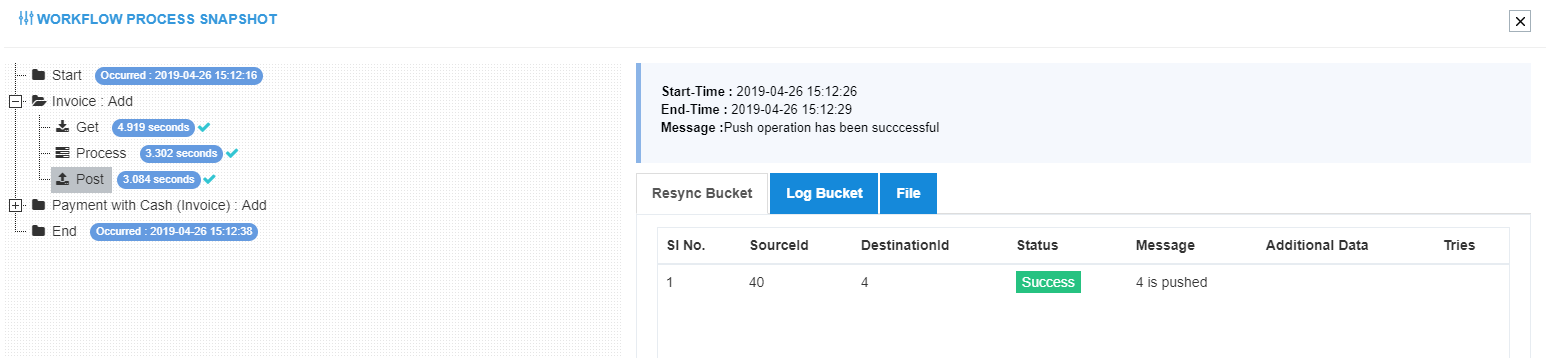 WORKFLOW PROCESS SNAPSHOT
Start Occurred : 2019-04-26 15:12:16
Invoice : Add
Get 4.919 seconds
Process 3.302 seconds
Post 3.084 seconds
Payment with Cash (Invoice) : Add
End Occurred : 2019-04-26 15:12:38
Start-Time : 2019-04-26 15:12:26
End-Time : 2019-04-26 15:12:29
Message :Push operation has been succcessful
Resync Bucket Log Bucket File
SI No. SourceId DestinationId Status Message Additional Data Tries
1 40 4 Success 4 is pushed